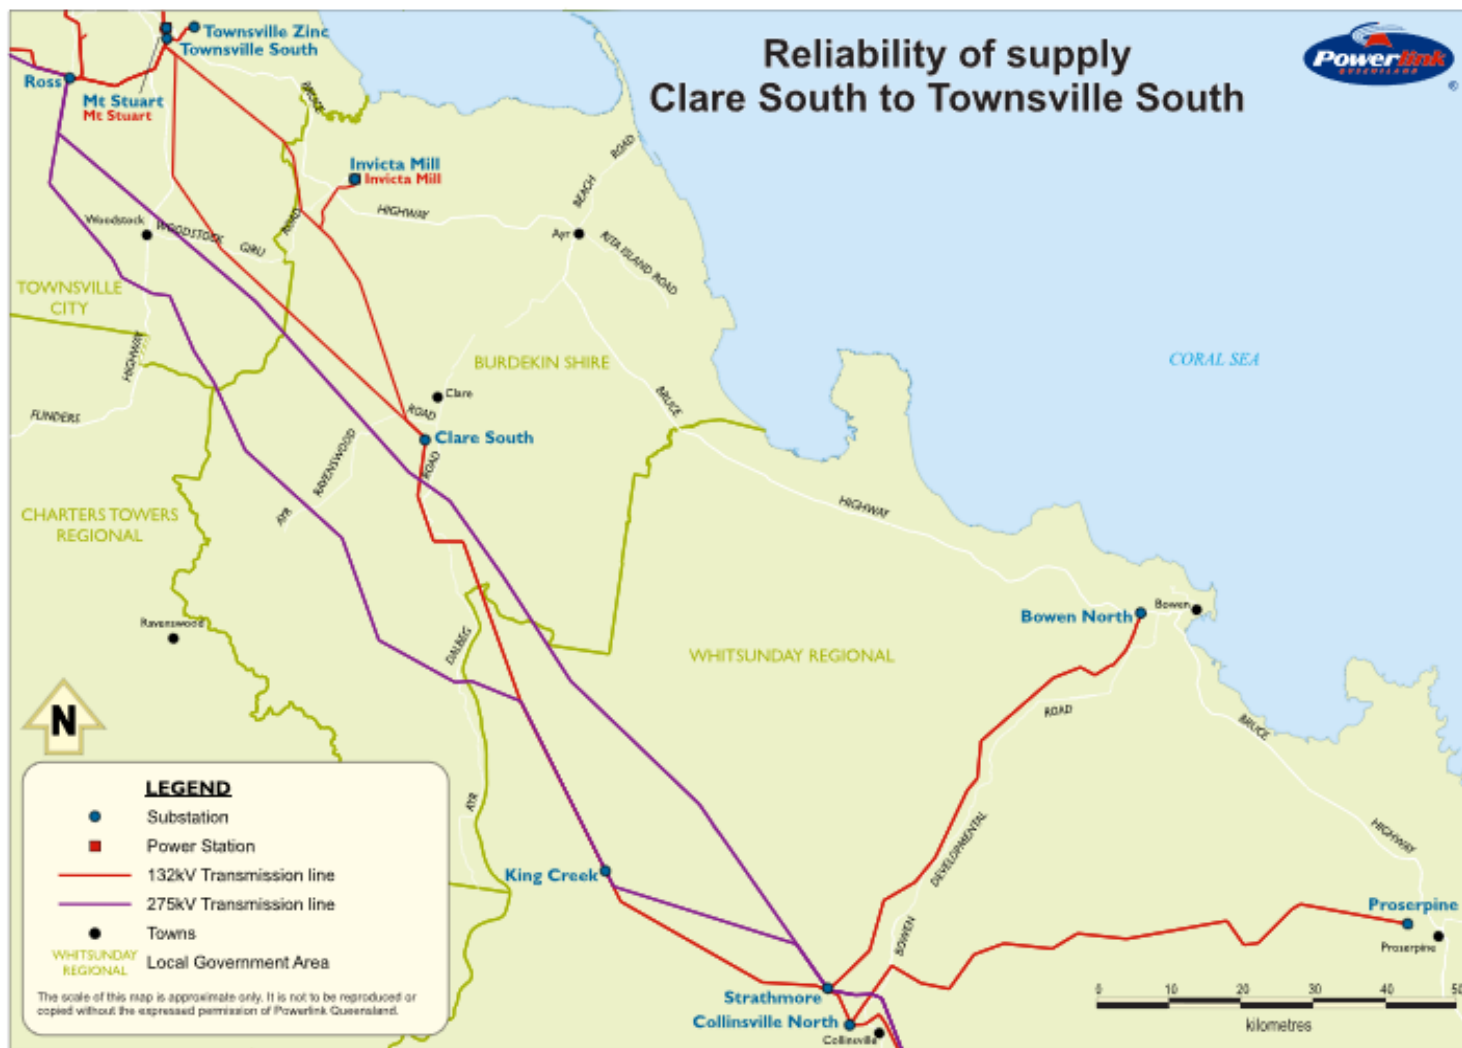 Reliability of supply
Clare South to Townsville South
Powerlink
QUEENSLAND
®
Townsville Zinc
Townsville South
Ross
Mt Stuart
Mt Stuart
BRUCE
Invicta Mill
Invicta Mill
HIGHWAY
BEACH
ROAD
Ayr
RITA ISLAND ROAD
Woodstock
WOODSTOCK
GIRU
ROAD
TOWNSVILLE
CITY
HIGHWAY
FLINDERS
BURDEKIN SHIRE
CORAL SEA
Clare
ROAD
BRUCE
Clare South
ROAD
RAVENSWOOD
AYR
HIGHWAY
CHARTERS TOWERS
REGIONAL
Ravenswood
DALBEG
WHITSUNDAY REGIONAL
Bowen North
Bowen
ROAD
BRUCE
N
AYR
DEVELOPMENTAL
HIGHWAY
King Creek
Proserpine
Proserpine
BOWEN
Strathmore
Collinsville North
Collinsville
LEGEND
Substation
Power Station
132kV Transmission line
275kV Transmission line
Towns
WHITSUNDAY
REGIONAL
Local Government Area
The scale of this map is approximate only. It is not to be reproduced or
copied without the expressed permission of Powerlink Queensland.
0 10 20 30 40 50
kilometres